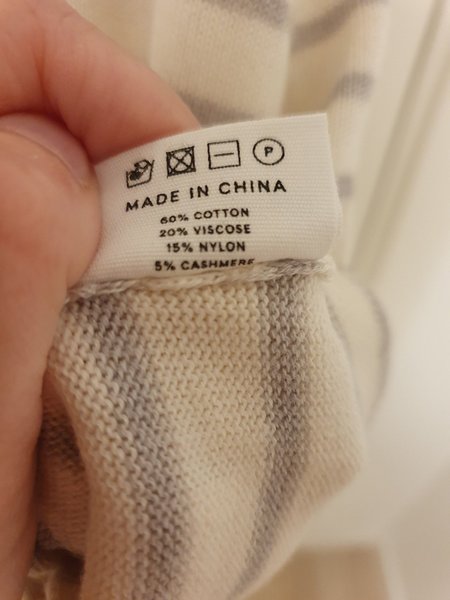 P
MADE IN CHINA
60% COTTON
20% VISCOSE
15% NYLON
5% CASHMERE